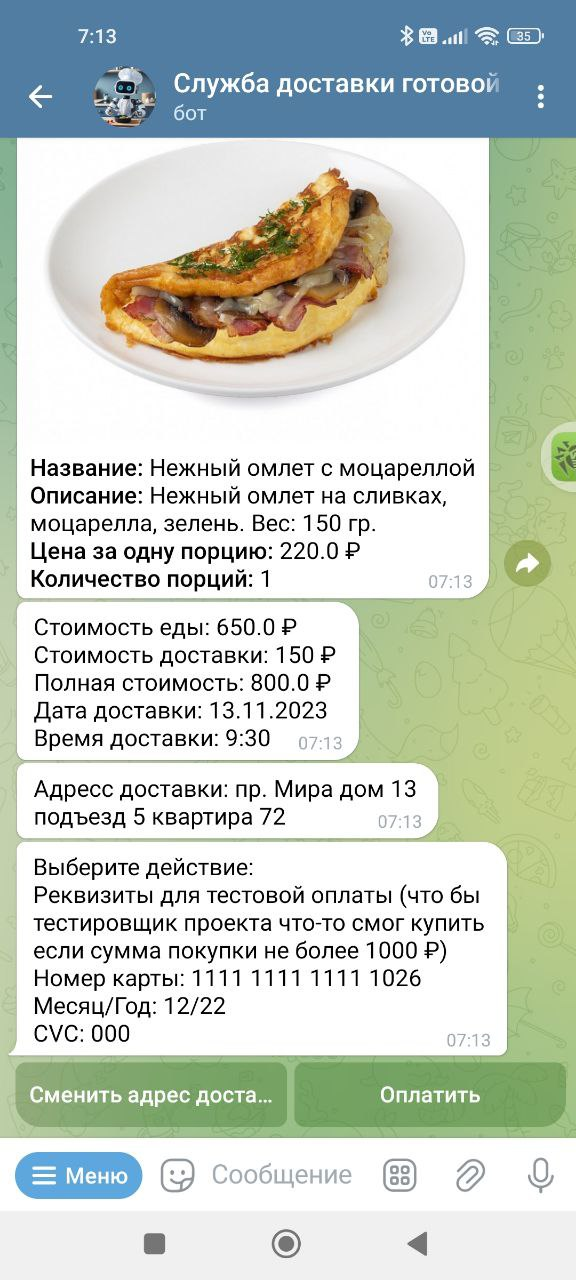 7:13
Vo
LTE
35
Служба доставки готовой
бот
Название: Нежный омлет с моцареллой
Описание: Нежный омлет на сливках,
моцарелла, зелень. Вес: 150 гр.
Цена за одну порцию: 220.0 ₽
Количество порций: 1
07:13
Стоимость еды: 650.0 ₽
Стоимость доставки: 150 ₽
Полная стоимость: 800.0 ₽
Дата доставки: 13.11.2023
Время доставки: 9:30
07:13
Адресс доставки: пр. Мира дом 13
подъезд 5 квартира 72
07:13
Выберите действие:
Реквизиты для тестовой оплаты (что бы
тестировщик проекта что-то смог купить
если сумма покупки не более 1000 ₽)
Номер карты: 1111 1111 1111 1026
Месяц/Год: 12/22
CVC: 000
07:13
Сменить адрес доста...
Оплатить
Меню
Сообщение